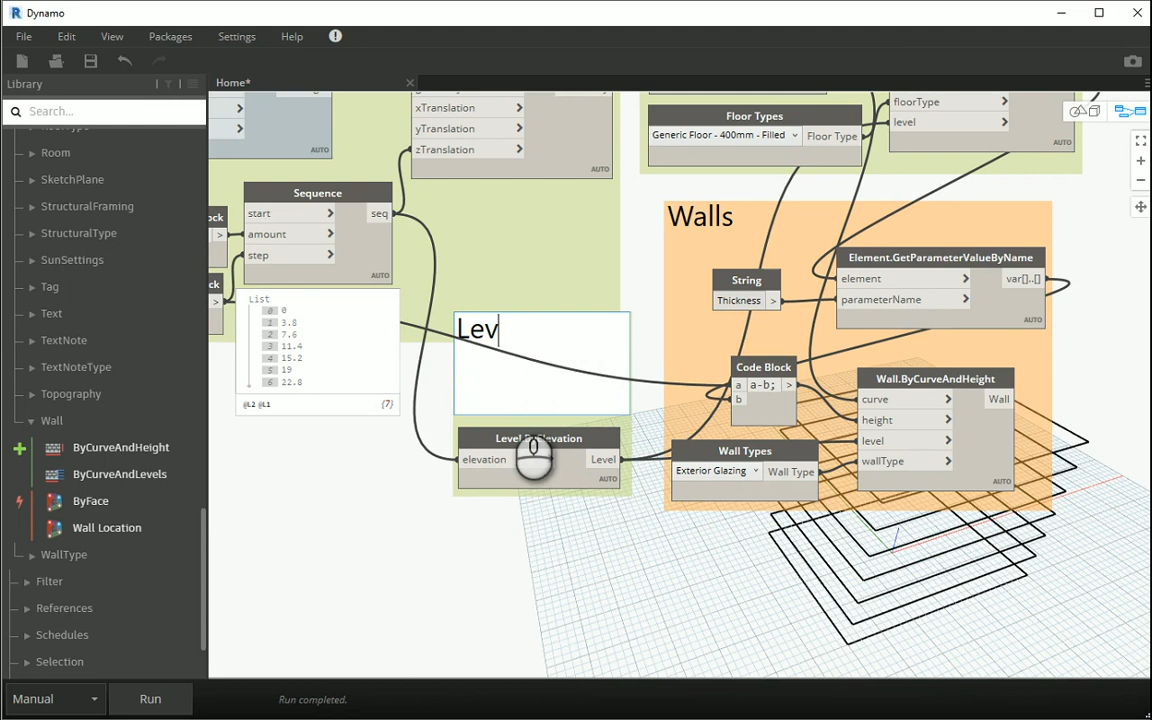 Dynamo
File Edit View Packages Settings Help
Library
Home*
Search...
Room
SketchPlane
StructuralFraming
StructuralType
SunSettings
Tag
Text
TextNote
TextNoteType
Topography
Wall
ByCurveAndHeight
ByCurveAndLevels
ByFace
Wall Location
WallType
Filter
References
Schedules
Selection
Manual
Run
Run completed.
>
>
xTranslation >
yTranslation >
zTranslation >
AUTO
AUTO
ock
>
ck
>
Sequence
start > seq
amount >
step >
AUTO
List
0 0
1 3.8
2 7.6
3 11.4
4 15.2
5 19
6 22.8
@L2 @L1 {7}
Lev
elevation Level
AUTO
Floor Types
Generic Floor - 400mm - Filled Floor Type
floorType >
level >
AUTO
Walls
String
Thickness >
Element.GetParameterValueByName
element > var[]..[]
parameterName >
AUTO
Code Block
a a-b; >
b
Wall Types
Exterior Glazing Wall Type
Wall.ByCurveAndHeight
curve > Wall
height >
level >
wallType >
AUTO